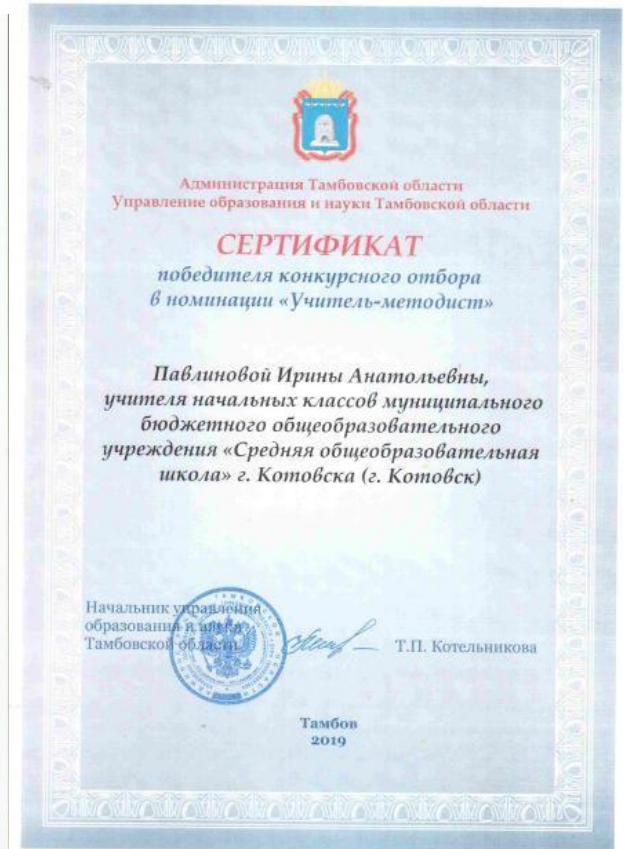 Администрация Тамбовской области
Управление образования и науки Тамбовской области
СЕРТИФИКАТ
победителя конкурсного отбора
в номинации «Учитель-методист»
Павлиновой Ирины Анатольевны,
учителя начальных классов муниципального
бюджетного общеобразовательного
учреждения «Средняя общеобразовательная
школа» г. Котовска (г. Котовск)
Начальник управления
образования и науки
Тамбовской области
Т.П. Котельникова
Тамбов
2019